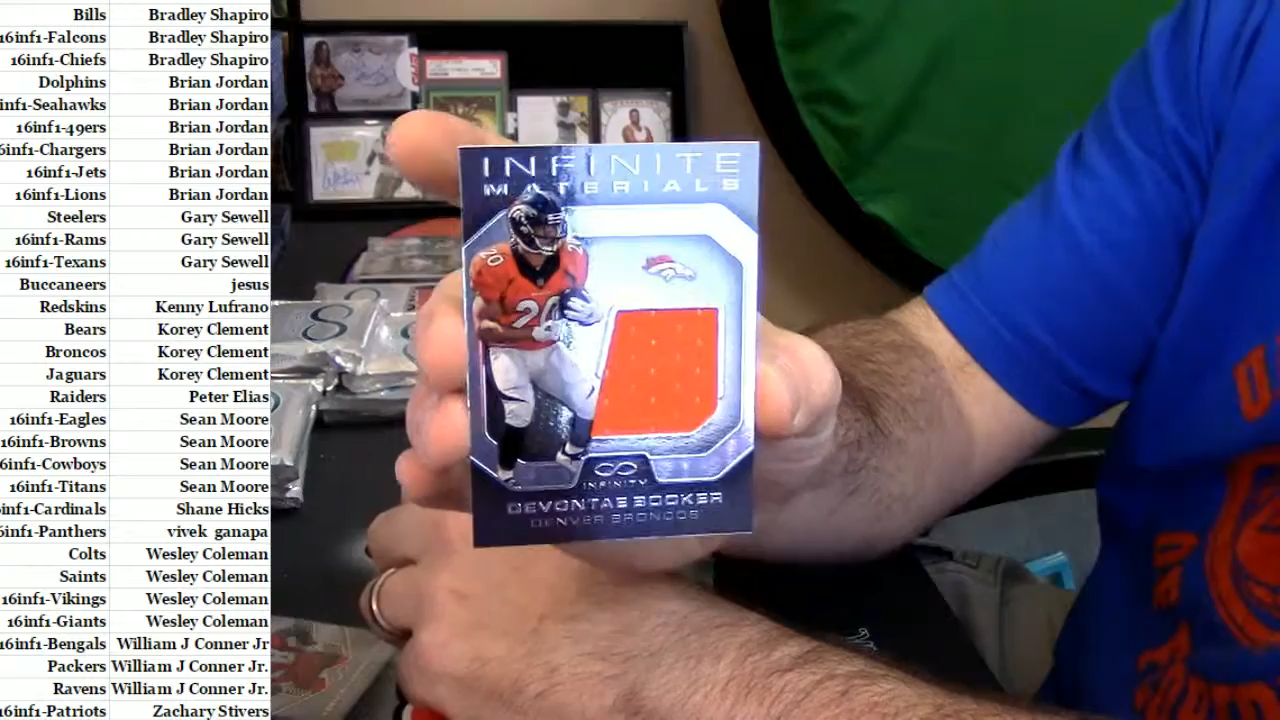 Bills Bradley Shapiro
16inf1-Falcons Bradley Shapiro
16inf1-Chiefs Bradley Shapiro
Dolphins Brian Jordan
inf1-Seahawks Brian Jordan
16inf1-49ers Brian Jordan
6inf1-Chargers Brian Jordan
16inf1-Jets Brian Jordan
16inf1-Lions Brian Jordan
Steelers Gary Sewell
16inf1-Rams Gary Sewell
16inf1-Texans Gary Sewell
Buccaneers jesus
Redskins Kenny Lufrano
Bears Korey Clement
Broncos Korey Clement
Jaguars Korey Clement
Raiders Peter Elias
16inf1-Eagles Sean Moore
16inf1-Browns Sean Moore
6inf1-Cowboys Sean Moore
16inf1-Titans Sean Moore
inf1-Cardinals Shane Hicks
6inf1-Panthers vivek ganapa
Colts Wesley Coleman
Saints Wesley Coleman
16inf1-Vikings Wesley Coleman
16inf1-Giants Wesley Coleman
16inf1-Bengals William J Conner Jr
Packers William J Conner Jr.
Ravens William J Conner Jr.
16inf1-Patriots Zachary Stivers
INFINITE
MATERIALS
20
20
INFINITY
DEVONTAE BOOKER
DENVER BRONCOS